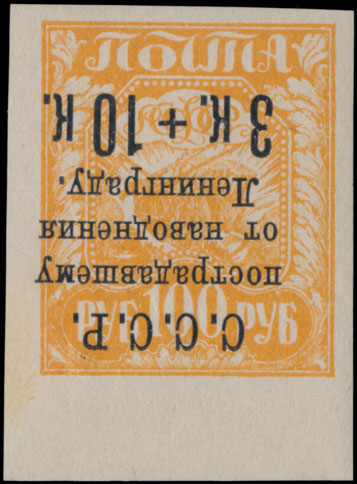 ПОЧТА
РУБ 100 РУБ
С.С.С.Р.
пострадавшему
от наводнения
Ленинграду.
3 к. + 10 к.